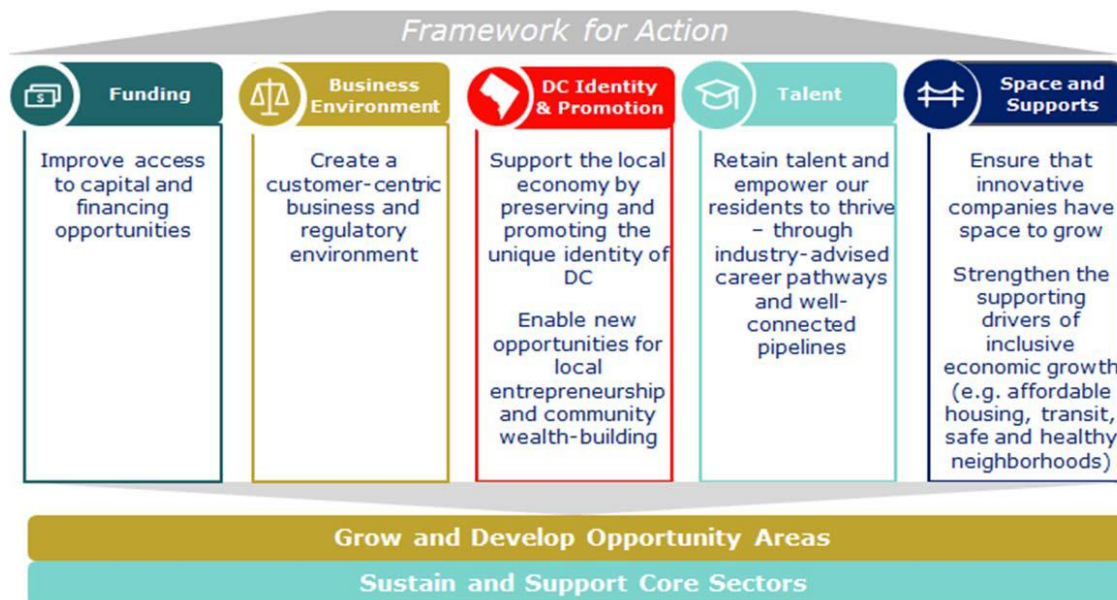 Framework for Action
Funding
Improve access
to capital and
financing
opportunities
Business
Environment
Create a
customer-centric
business and
regulatory
environment
DC Identity
& Promotion
Support the local
economy by
preserving and
promoting the
unique identity of
DC
Enable new
opportunities for
local
entrepreneurship
and community
wealth-building
Talent
Retain talent and
empower our
residents to thrive
– through
industry-advised
career pathways
and well-
connected
pipelines
Space and
Supports
Ensure that
innovative
companies have
space to grow
Strengthen the
supporting
drivers of
inclusive
economic growth
(e.g. affordable
housing, transit,
safe and healthy
neighborhoods)
Grow and Develop Opportunity Areas
Sustain and Support Core Sectors